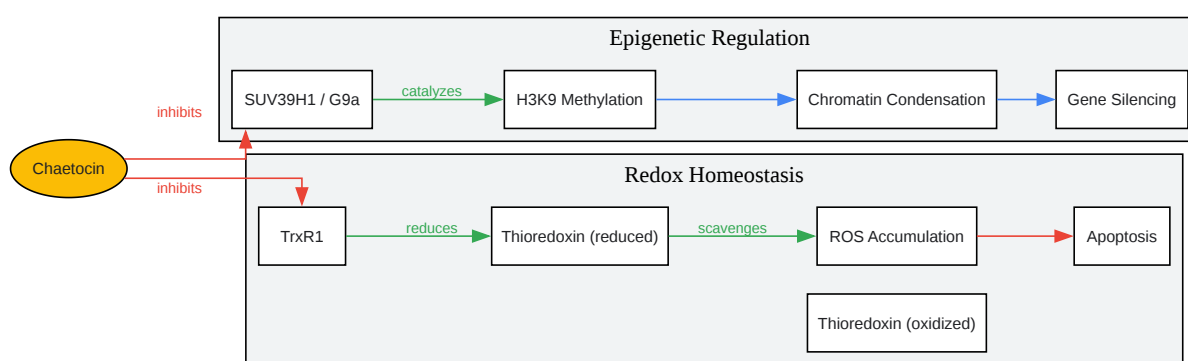 Epigenetic Regulation
SUV39H1 / G9a
catalyzes
H3K9 Methylation
Chromatin Condensation
Gene Silencing
inhibits
Chaetocin
inhibits
Redox Homeostasis
TrxR1
reduces
Thioredoxin (reduced)
scavenges
ROS Accumulation
Apoptosis
Thioredoxin (oxidized)